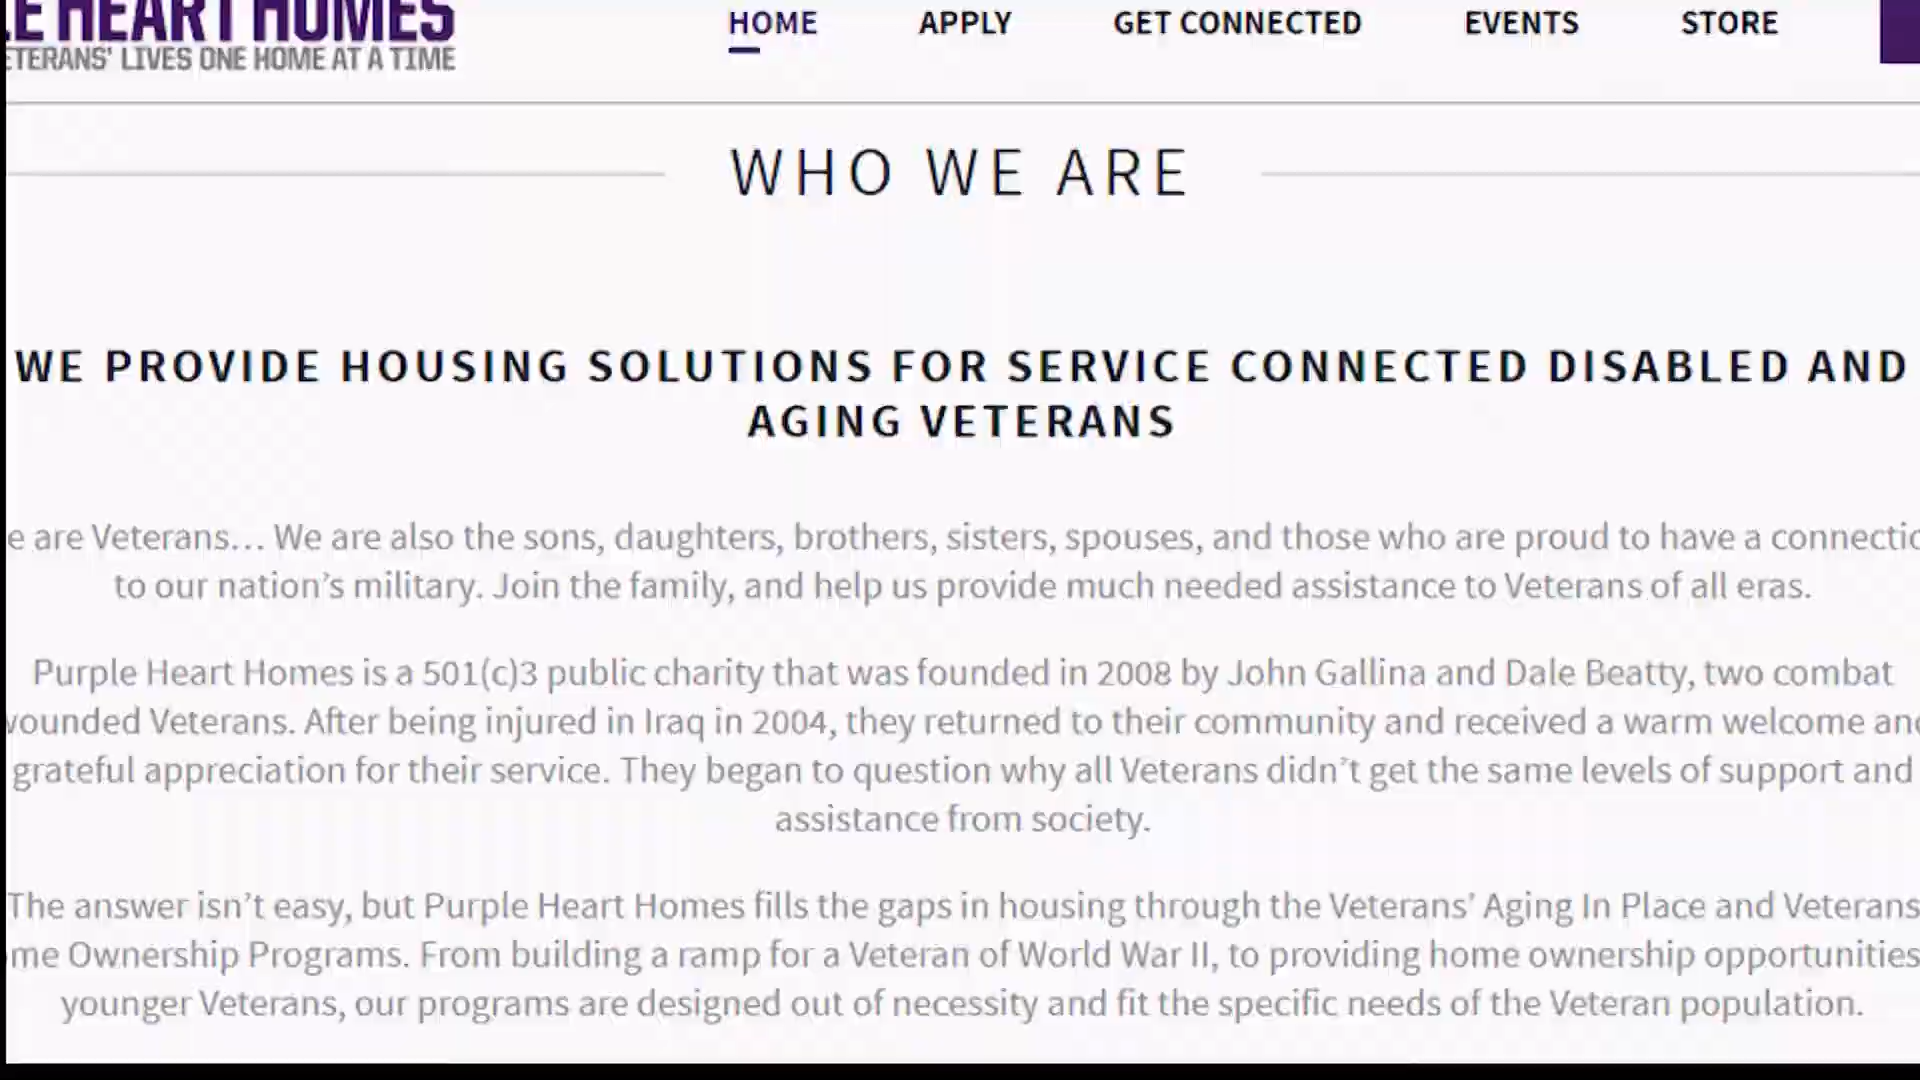 HEART HOMES
HOME APPLY GET CONNECTED EVENTS STORE
LIVES ONE HOME AT A TIME
WHO WE ARE
WE PROVIDE HOUSING SOLUTIONS FOR SERVICE CONNECTED DISABLED AND
AGING VETERANS
are Veterans... We are also the sons, daughters, brothers, sisters, spouses, and those who are proud to have a
to our nation’s military. Join the family, and help us provide much needed assistance to Veterans of all eras.
Purple Heart Homes is a 501(c)3 public charity that was founded in 2008 by John Gallina and Dale Beatty, two combat
wounded Veterans. After being injured in Iraq in 2004, they returned to their community and received a warm welcome and
grateful appreciation for their service. They began to question why all Veterans didn’t get the same levels of support and
assistance from society.
The answer isn’t easy, but Purple Heart Homes fills the gaps in housing through the Veterans’ Aging In Place and Veterans
Ownership Programs. From building a ramp for a Veteran of World War II, to providing home ownership opportunities
younger Veterans, our programs are designed out of necessity and fit the specific needs of the Veteran population.